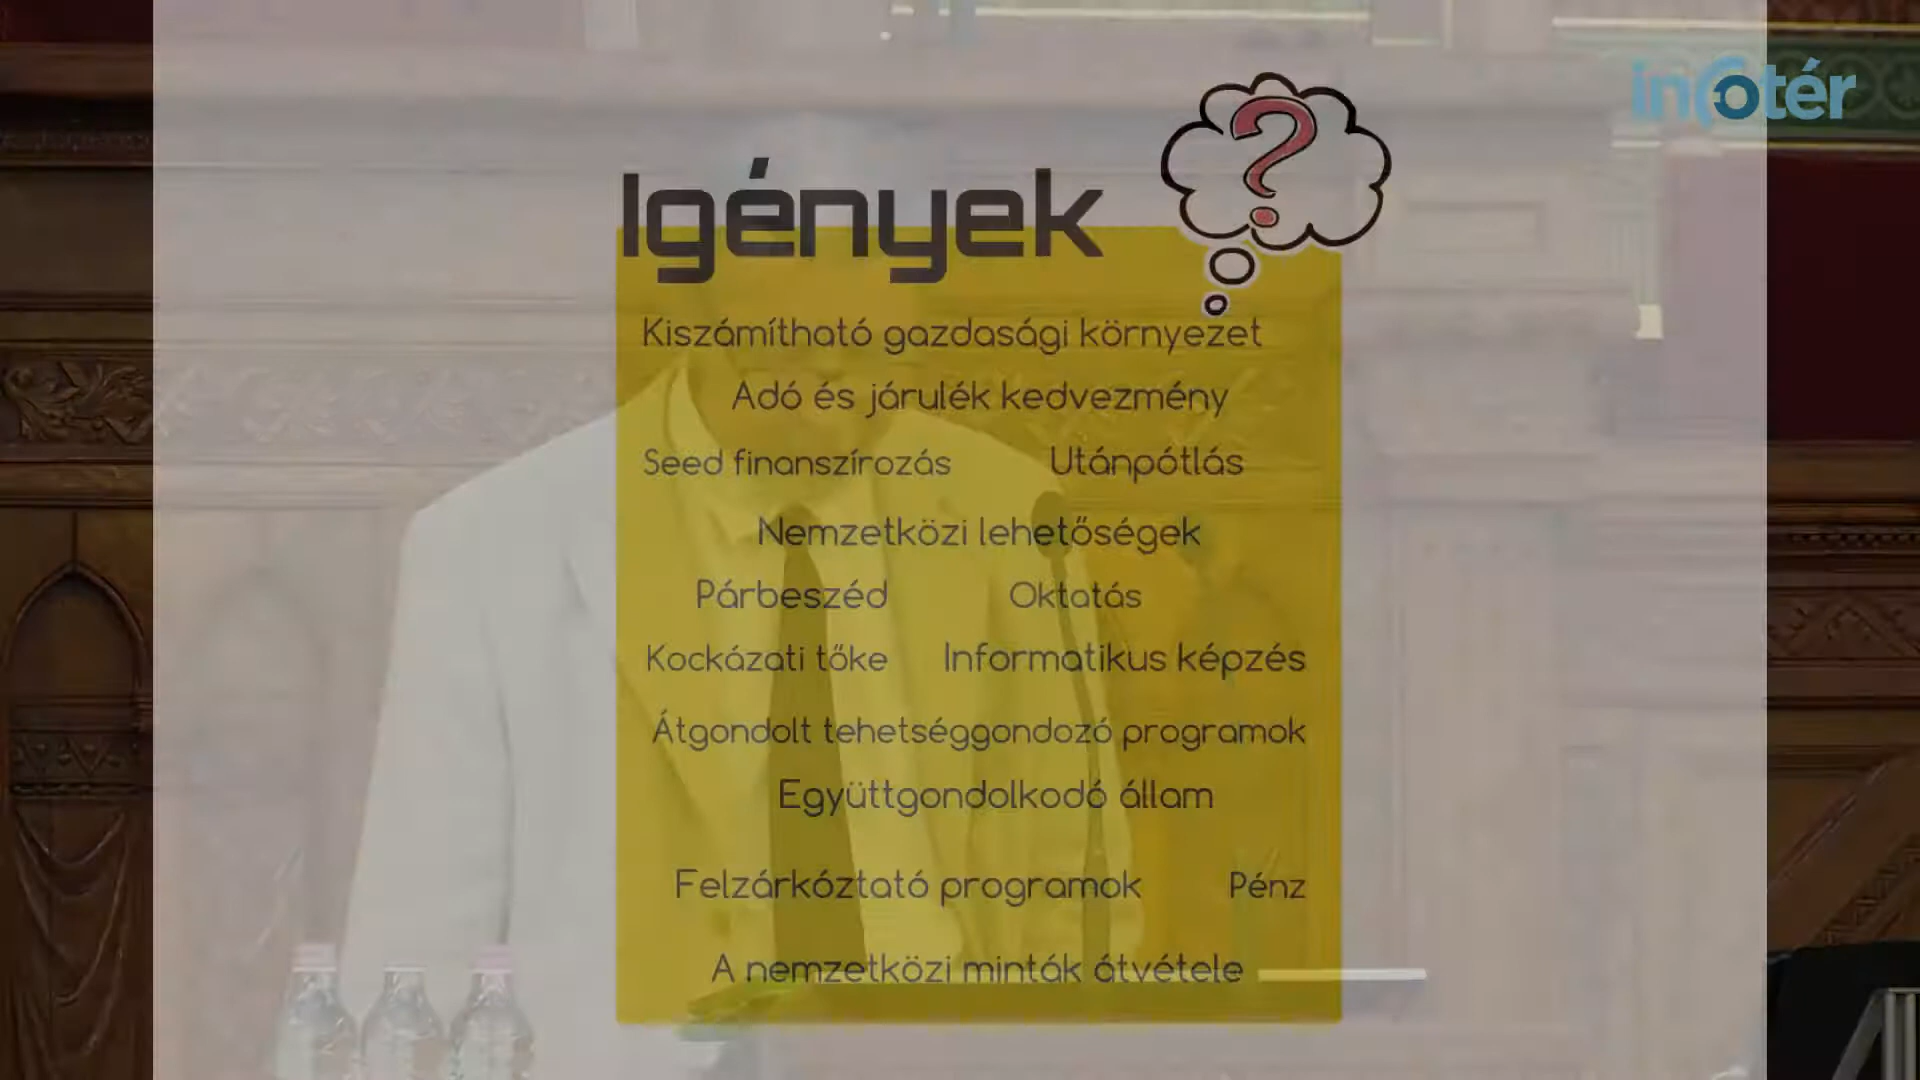 infotér
?
Igények
Kiszámítható gazdasági környezet
Adó és járulék kedvezmény
Seed finanszírozás Utánpótlás
Nemzetközi lehetőségek
Párbeszéd Oktatás
Kockázati tőke Informatikus képzés
Átgondolt tehetséggondozó programok
Együttgondolkodó állam
Felzárkóztató programok Pénz
A nemzetközi minták átvétele